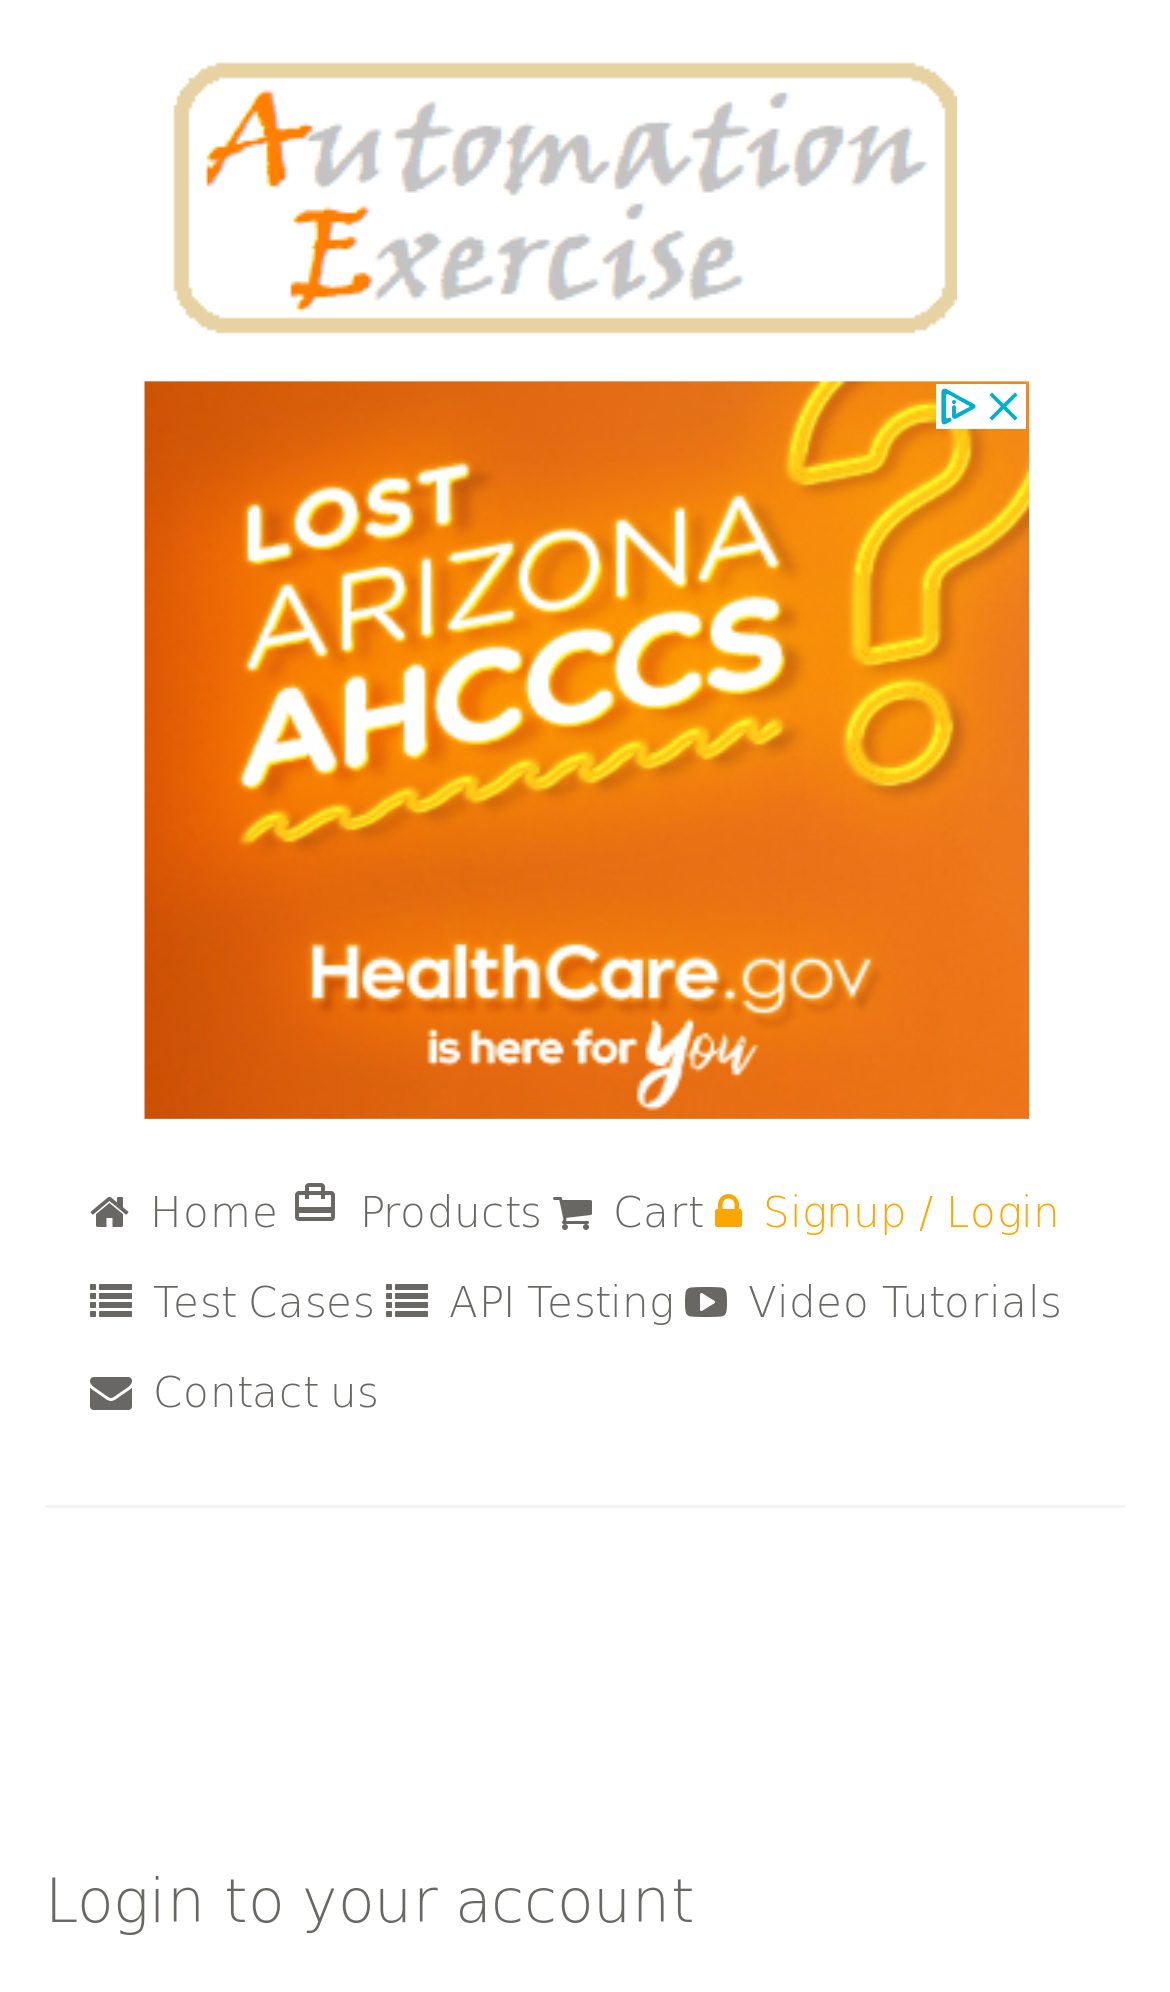 Automation
Exercise
LOST
ARIZONA
AHCCCS
?
HealthCare.gov
is here for you
Home Products Cart Signup / Login
Test Cases API Testing Video Tutorials
Contact us
Login to your account